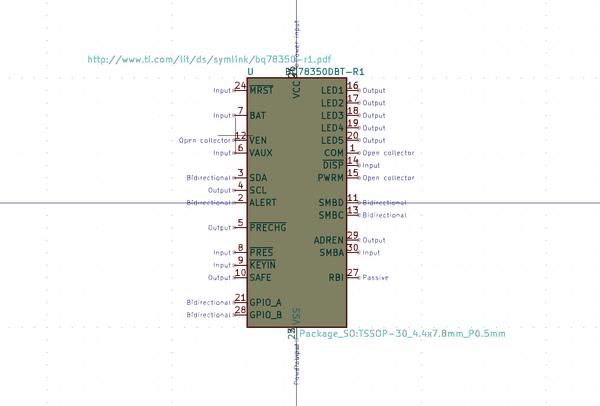 http://www.ti.com/lit/ds/symlink/bq78350-r1.pdf
U BQ78350DBT-R1
Power input
VCC
Input 24 MRST LED1 16 Output
LED2 17 Output
Input 7 BAT LED3 18 Output
LED4 19 Output
Open collector 12 VEN LED5 20 Output
Input 6 VAUX COM 1 Open collector
DISP 14 Input
Bidirectional 3 SDA PWRM 15 Open collector
Output 4 SCL
Bidirectional 2 ALERT SMBD 11 Bidirectional
SMBC 13 Bidirectional
Output 5 PRECHG
ADREN 29 Output
Input 8 PRES SMBA 30 Input
Input 9 KEYIN
Output 10 SAFE RBI 27 Passive
Bidirectional 21 GPIO_A
Bidirectional 28 GPIO_B
VSS
Package_SO:TSSOP-30_4.4x7.8mm_P0.5mm